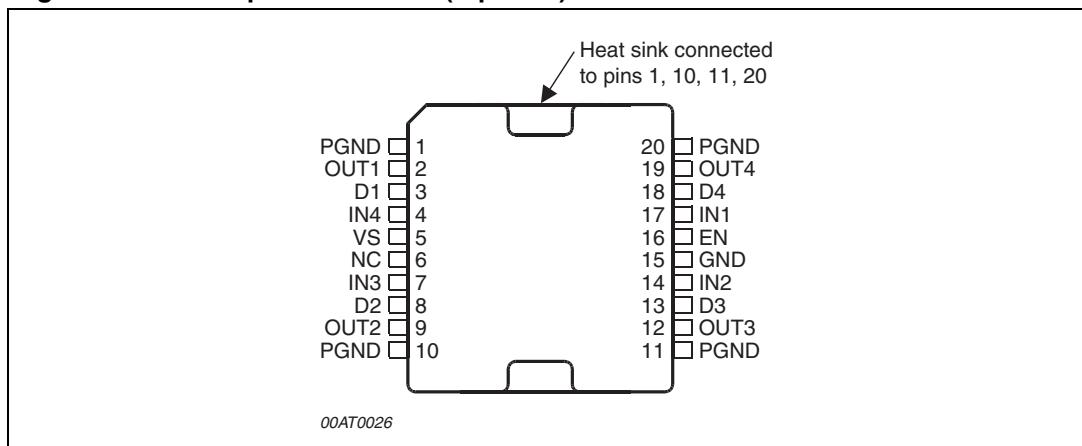 Heat sink connected
to pins 1, 10, 11, 20
PGND 1 20 PGND
OUT1 2 19 OUT4
D1 3 18 D4
IN4 4 17 IN1
VS 5 16 EN
NC 6 15 GND
IN3 7 14 IN2
D2 8 13 D3
OUT2 9 12 OUT3
PGND 10 11 PGND
00AT0026